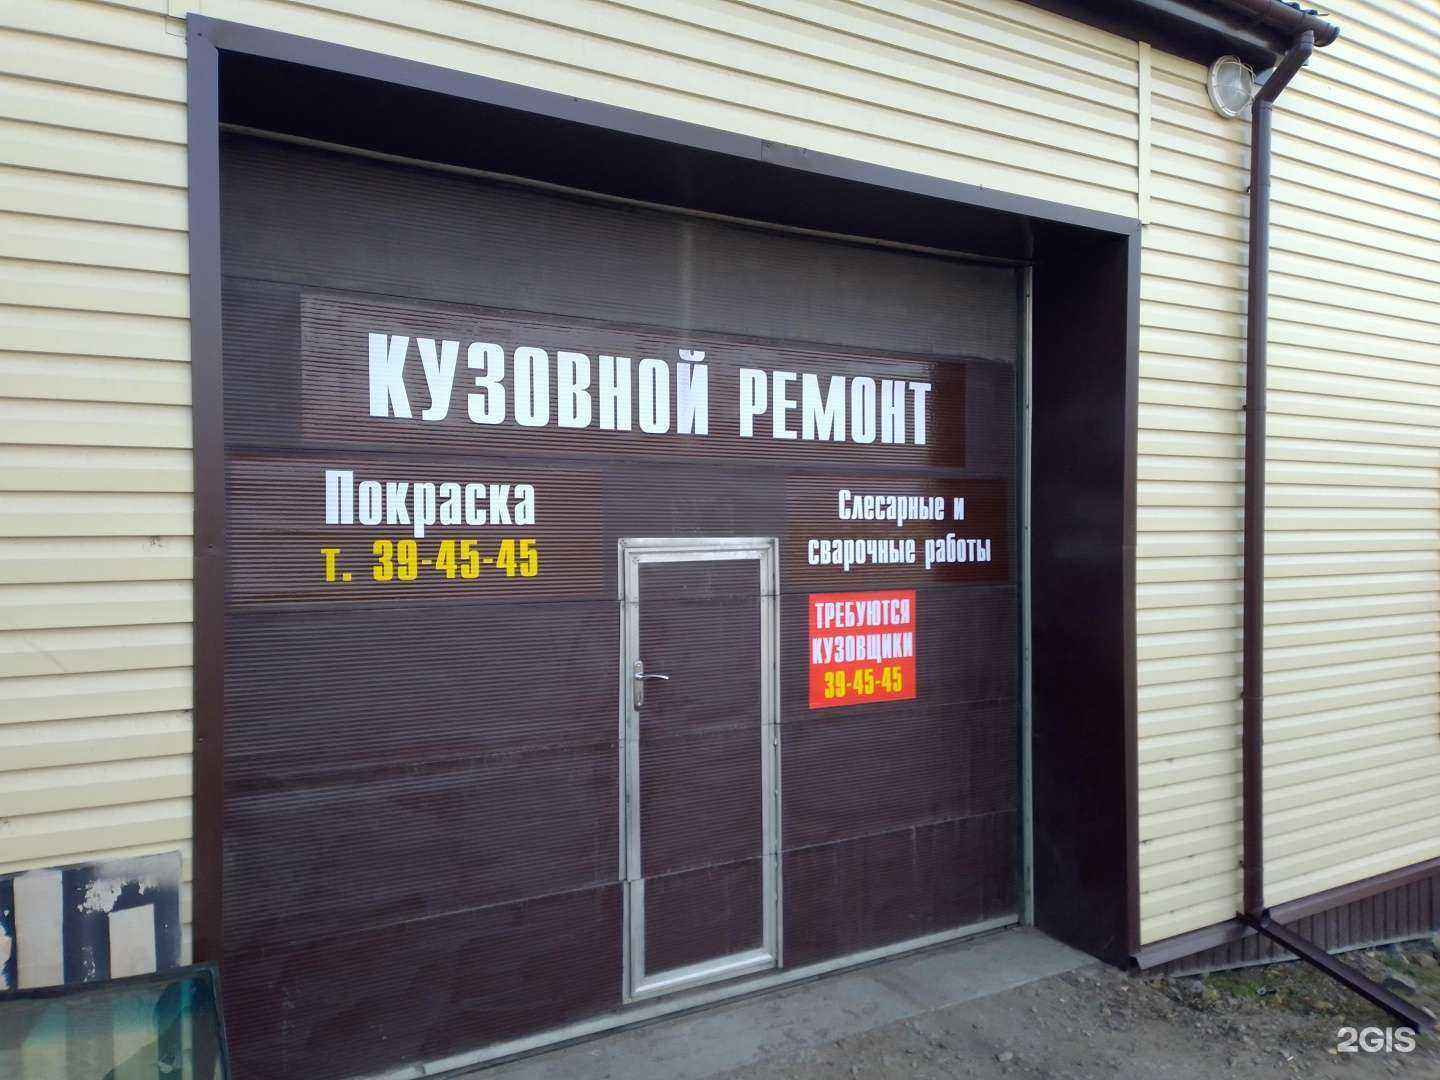 КУЗОВНОЙ РЕМОНТ
Покраска
т. 39-45-45
Слесарные и
сварочные работы
ТРЕБУЮТСЯ
КУЗОВЩИКИ
39-45-45
2GIS